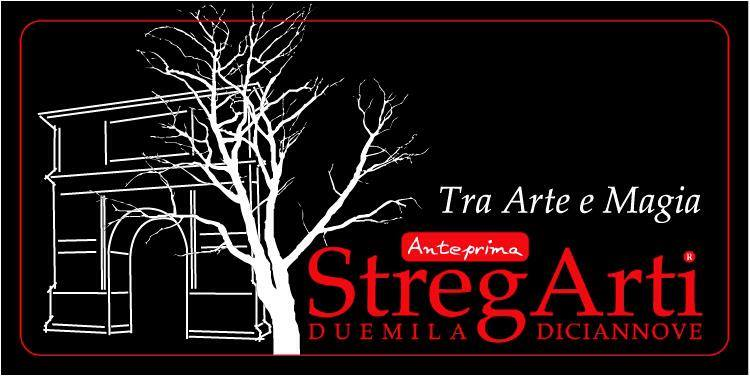 Tra Arte e Magia
Anteprima
StregArti®
DUEMILA DICIANNOVE